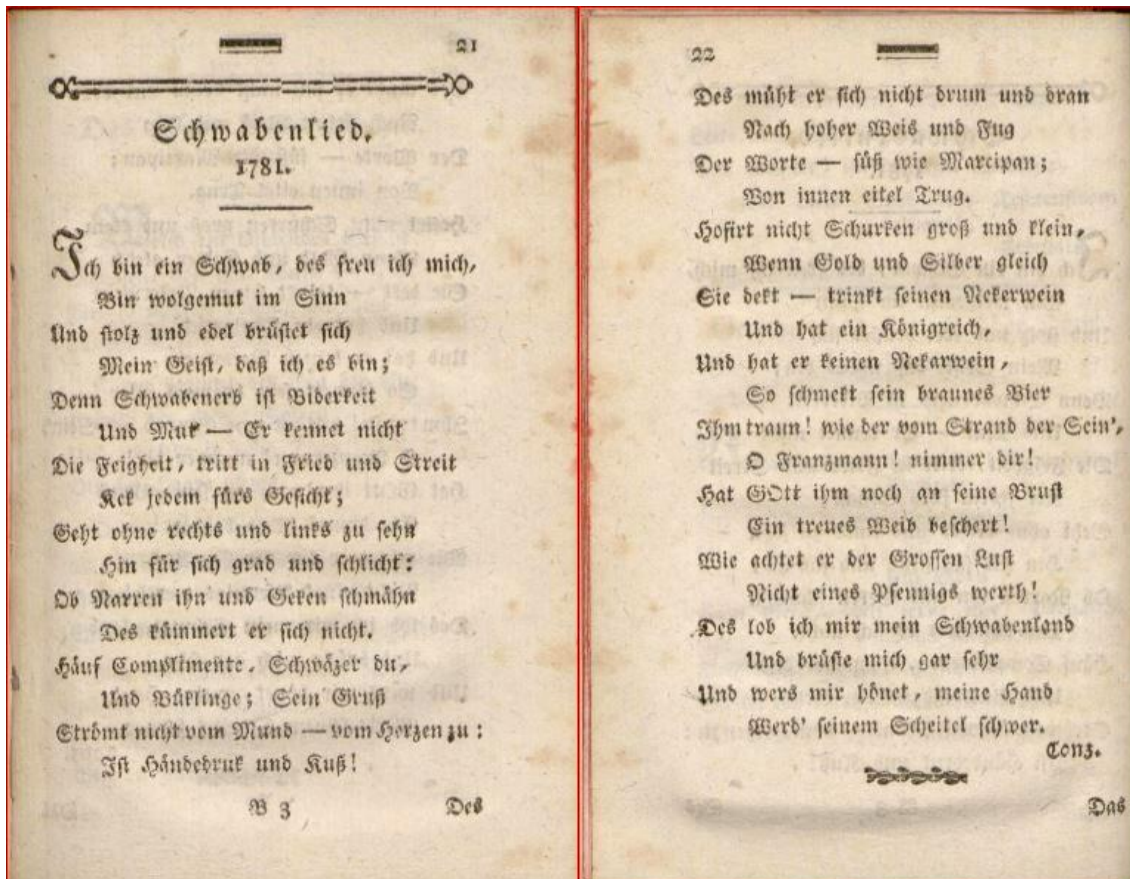 21
Schwabenlied.
1781.
Ich bin ein Schwab, des freu ich mich,
Bin wolgemut im Sinn
Und stolz und edel brüstet sich
Mein Geist, daß ich es bin;
Denn Schwabenerb ist Biderkeit
Und Mut — Er kennet nicht
Die Feigheit, tritt in Fried und Streit
Kek jedem fürs Gesicht;
Geht ohne rechts und links zu sehn
Hin für sich grad und schlicht:
Ob Narren ihn und Geken schmähn
Des kümmert er sich nicht.
Häuf Complimente, Schwäzer du,
Und Büklinge; Sein Gruß
Strömt nicht vom Mund — vom Herzen zu:
Ist Händedruk und Kuß!
B 3
Des
22
Des müht er sich nicht drum und dran
Nach hoher Weis und Fug
Der Worte — süß wie Marcipan;
Von innen eitel Trug.
Hofirt nicht Schurken groß und klein,
Wenn Gold und Silber gleich
Sie dekt — trinkt seinen Nekerwein
Und hat ein Königreich,
Und hat er keinen Nekarwein,
So schmekt sein braunes Bier
Ihm traun! wie der vom Strand der Sein',
O Franzmann! nimmer dir!
Hat GOtt ihm noch an seine Brust
Ein treues Weib beschert!
Wie achtet er der Grossen Lust
Nicht eines Pfennigs werth!
Des lob ich mir mein Schwabenland
Und brüste mich gar sehr
Und wers mir hönet, meine Hand
Werd' seinem Scheitel schwer.
Conz.
Das